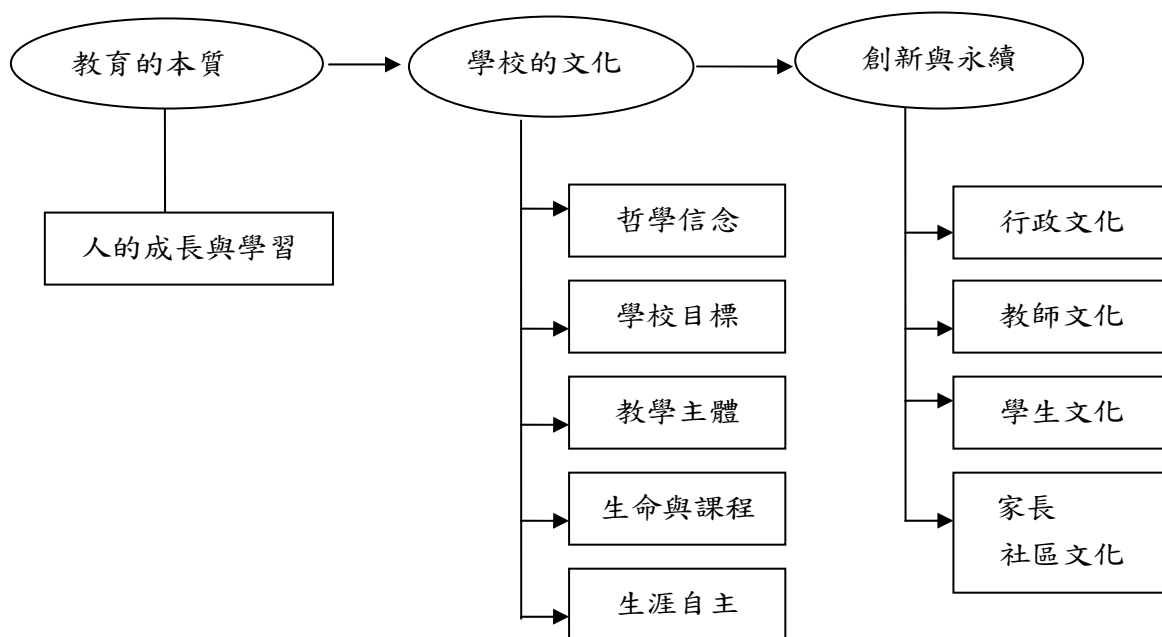 教育的本質
學校的文化
創新與永續
人的成長與學習
哲學信念
學校目標
教學主體
生命與課程
生涯自主
行政文化
教師文化
學生文化
家長
社區文化